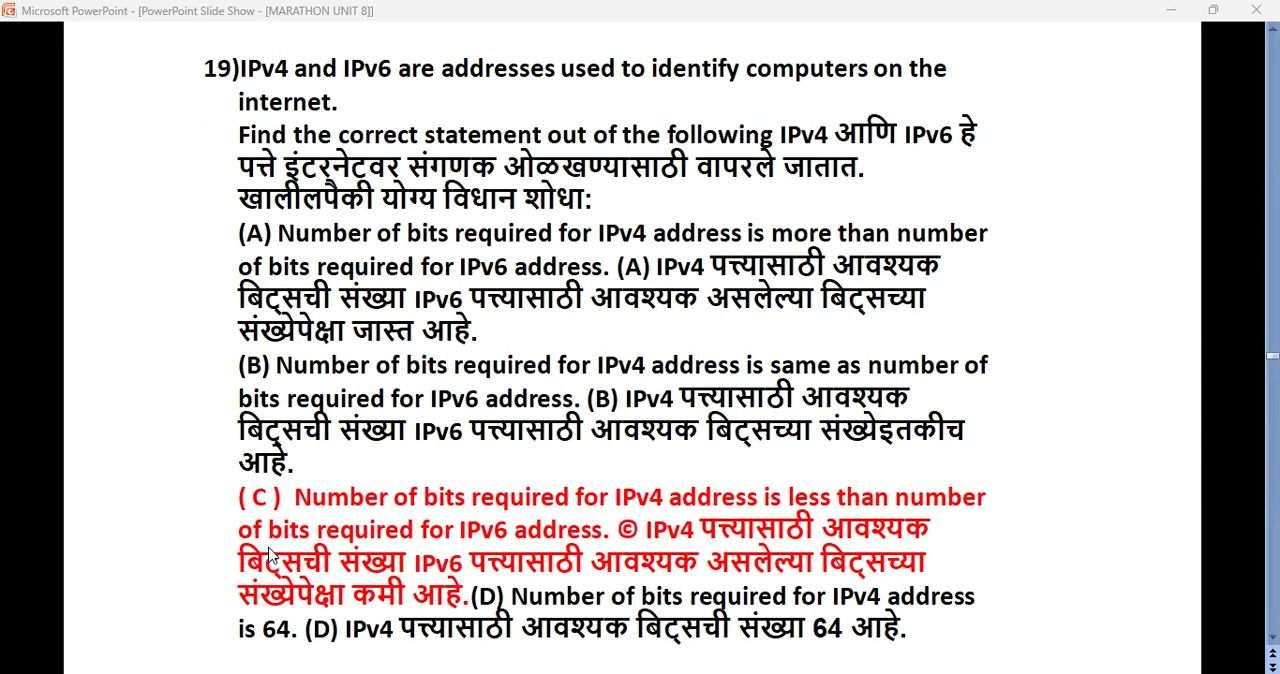 Microsoft PowerPoint - [PowerPoint Slide Show - [MARATHON UNIT 8]]
19)IPv4 and IPv6 are addresses used to identify computers on the
internet.
Find the correct statement out of the following IPv4 आणि IPv6 हे
पत्ते इंटरनेटवर संगणक ओळखण्यासाठी वापरले जातात.
खालीलपैकी योग्य विधान शोधा:
(A) Number of bits required for IPv4 address is more than number
of bits required for IPv6 address. (A) IPv4 पत्त्यासाठी आवश्यक
बिट्सची संख्या IPv6 पत्त्यासाठी आवश्यक असलेल्या बिट्सच्या
संख्येपेक्षा जास्त आहे.
(B) Number of bits required for IPv4 address is same as number of
bits required for IPv6 address. (B) IPv4 पत्त्यासाठी आवश्यक
बिट्सची संख्या IPv6 पत्त्यासाठी आवश्यक बिट्सच्या संख्येइतकीच
आहे.
( C )  Number of bits required for IPv4 address is less than number
of bits required for IPv6 address. © IPv4 पत्त्यासाठी आवश्यक
बिट्सची संख्या IPv6 पत्त्यासाठी आवश्यक असलेल्या बिट्सच्या
संख्येपेक्षा कमी आहे.(D) Number of bits required for IPv4 address
is 64. (D) IPv4 पत्त्यासाठी आवश्यक बिट्सची संख्या 64 आहे.